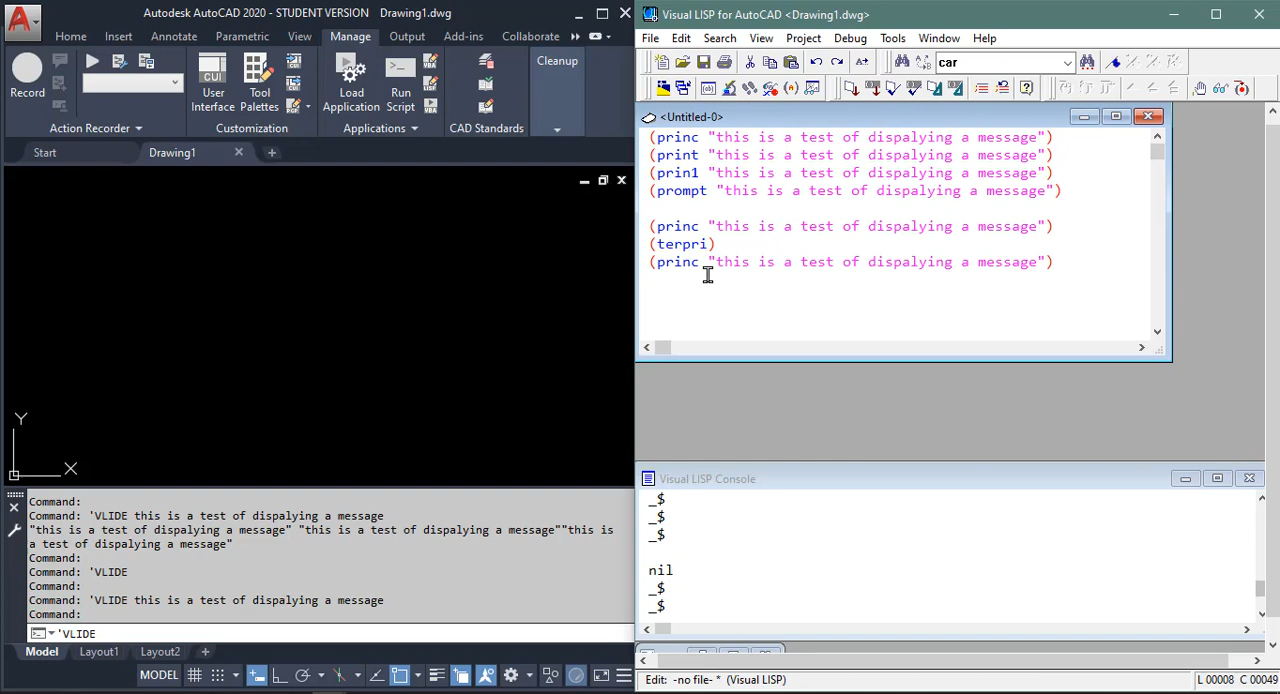 Autodesk AutoCAD 2020 - STUDENT VERSION Drawing1.dwg
Home Insert Annotate Parametric View Manage Output Add-ins Collaborate
Record
CUI
User
Interface
Tool
Palettes
Load
Application
Run
Script
Cleanup
Action Recorder
Customization
Applications
CAD Standards
Start
Drawing1
Y
X
Command:
Command: 'VLIDE this is a test of dispalying a message
"this is a test of dispalying a message" "this is a test of dispalying a message""this is
a test of dispalying a message"
Command:
Command: 'VLIDE
Command:
Command: 'VLIDE this is a test of dispalying a message
Command:
'VLIDE
Model Layout1 Layout2
MODEL
Visual LISP for AutoCAD <Drawing1.dwg>
File Edit Search View Project Debug Tools Window Help
car
<Untitled-0>
(princ "this is a test of dispalying a message")
(print "this is a test of dispalying a message")
(prin1 "this is a test of dispalying a message")
(prompt "this is a test of dispalying a message")
(princ "this is a test of dispalying a message")
(terpri)
(princ "this is a test of dispalying a message")
Visual LISP Console
_$
_$
_$
nil
_$
_$
Edit: -no file- * (Visual LISP)
L 00008 C 00049